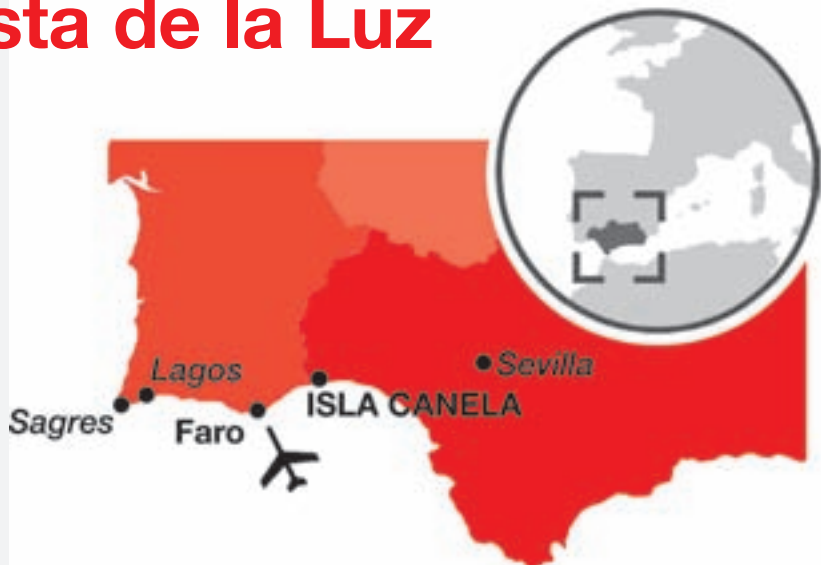 sta de la Luz
Lagos
Sevilla
ISLA CANELA
Sagres
Faro